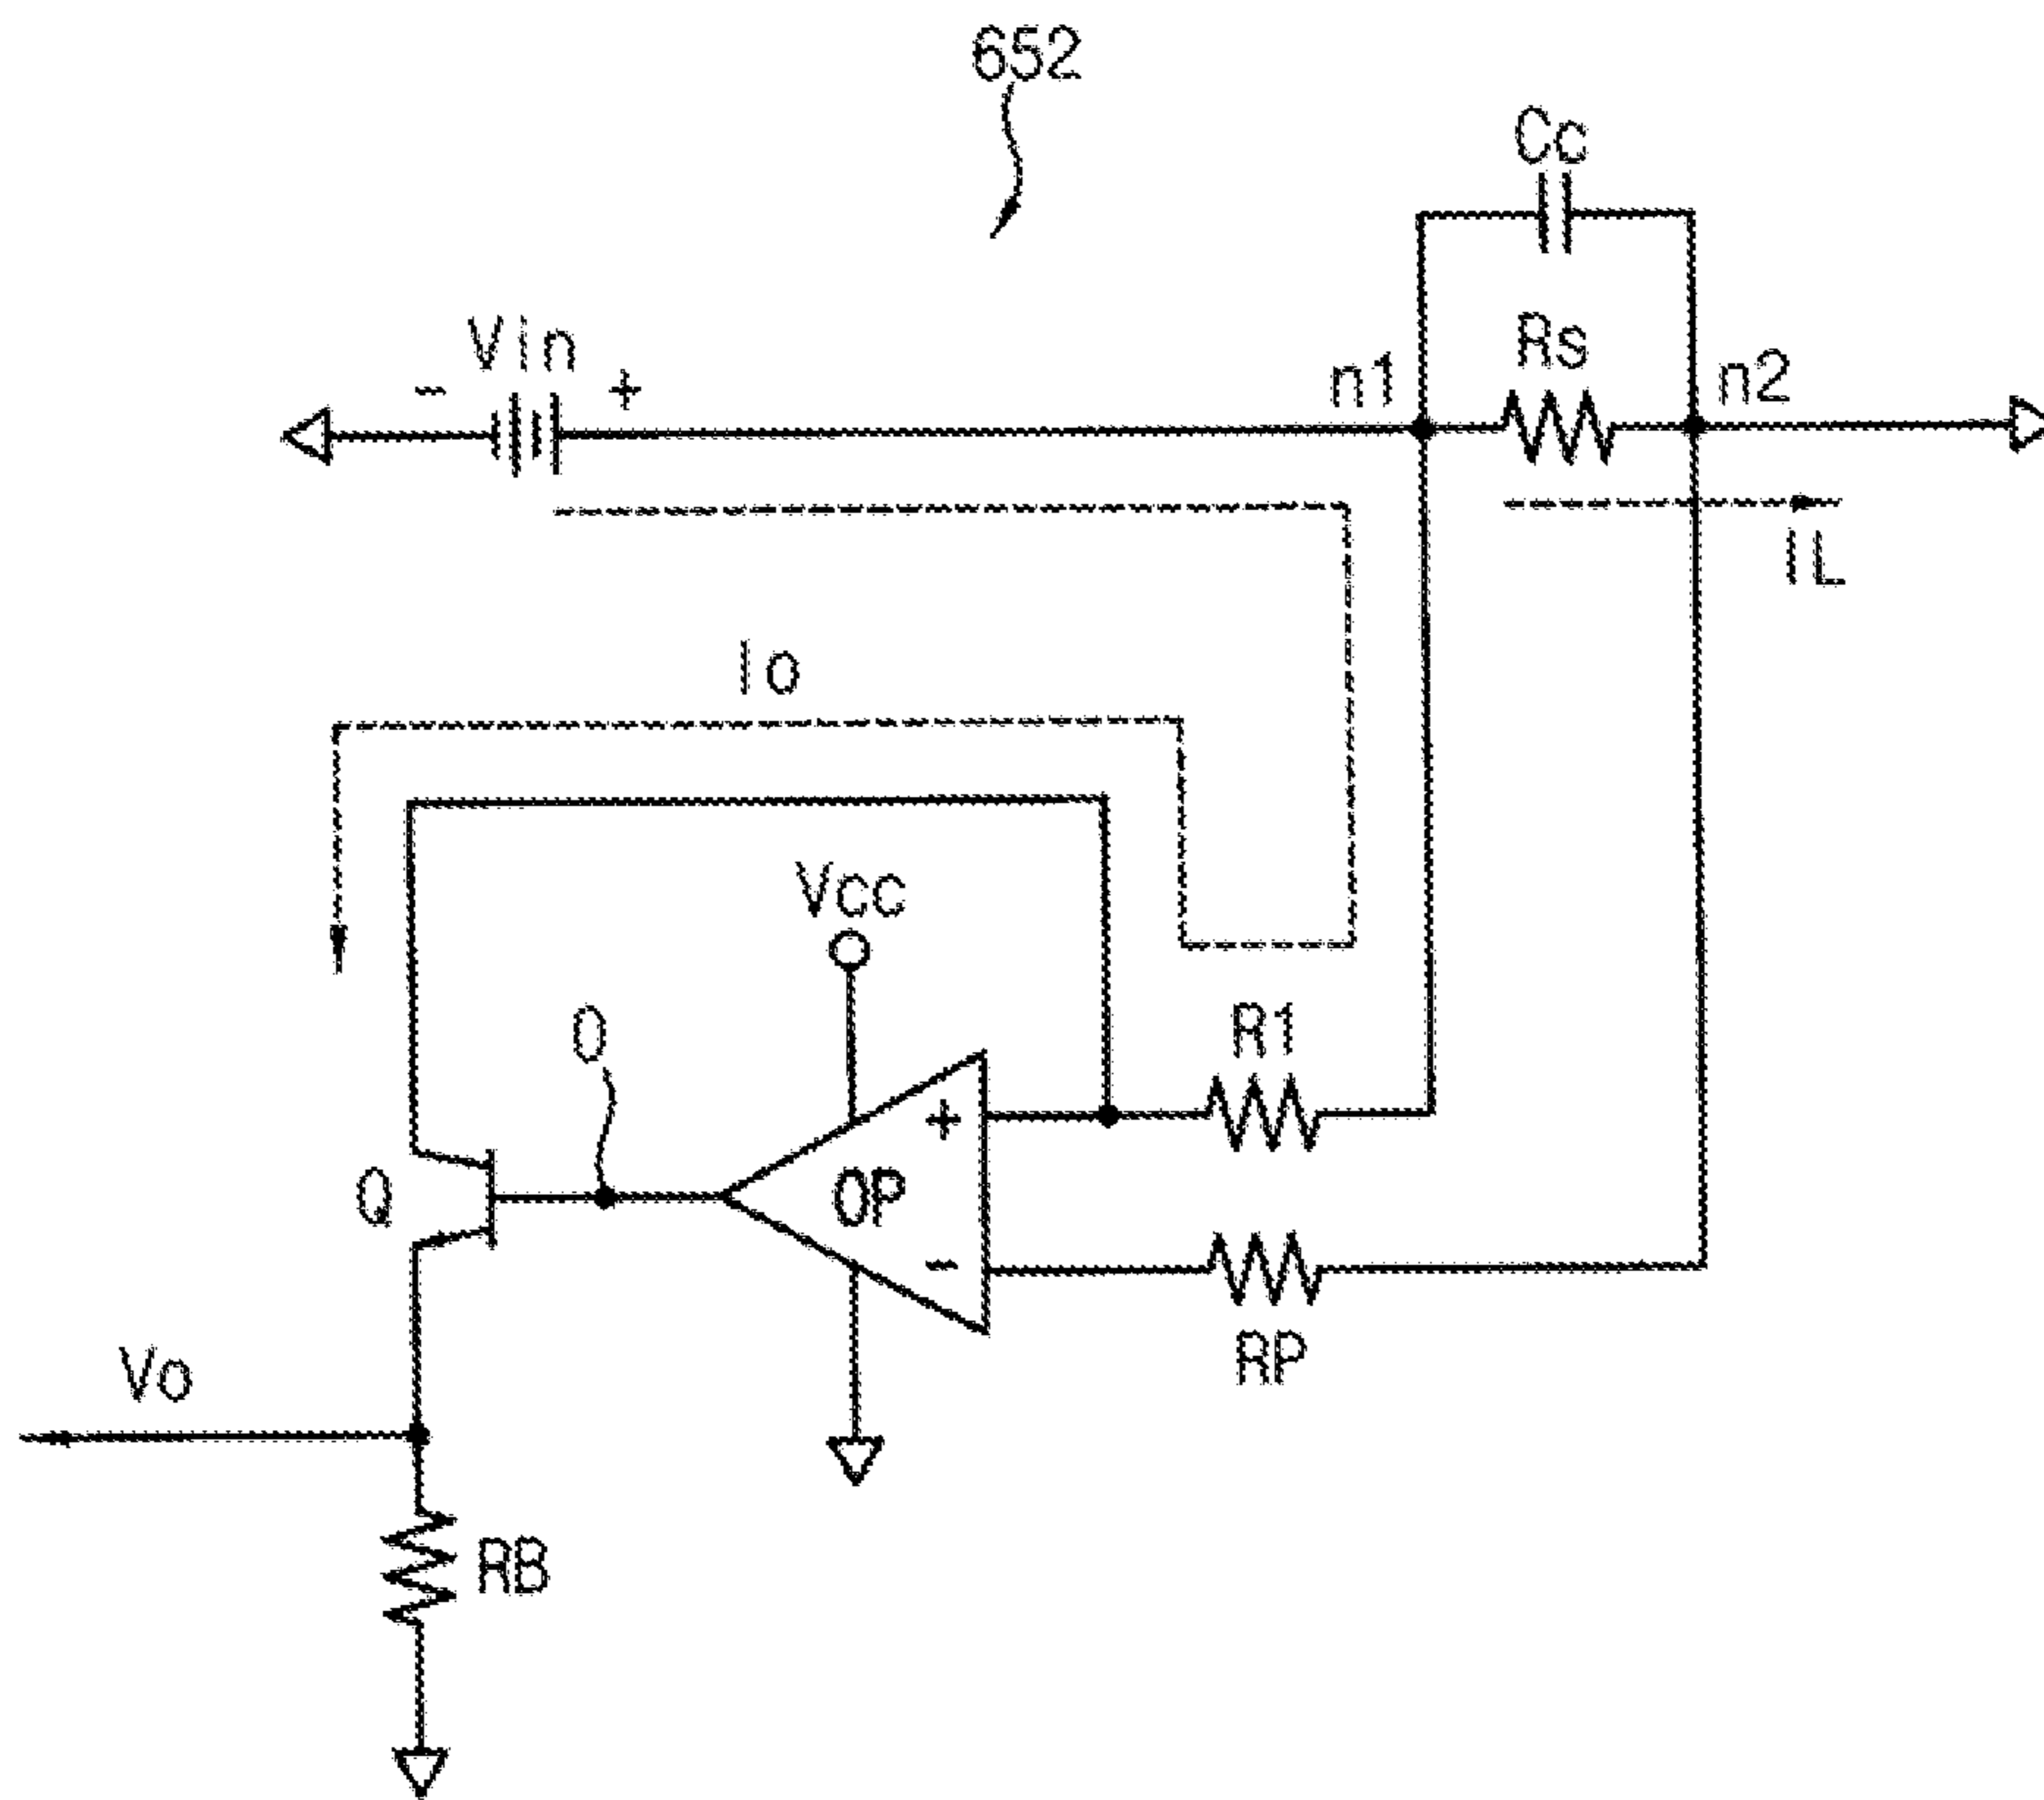 652
Cc
Vin
- +
Rs
n1
n2
IL
Io
Vcc
O
R1
+
Q
OP
-
RP
Vo
RB